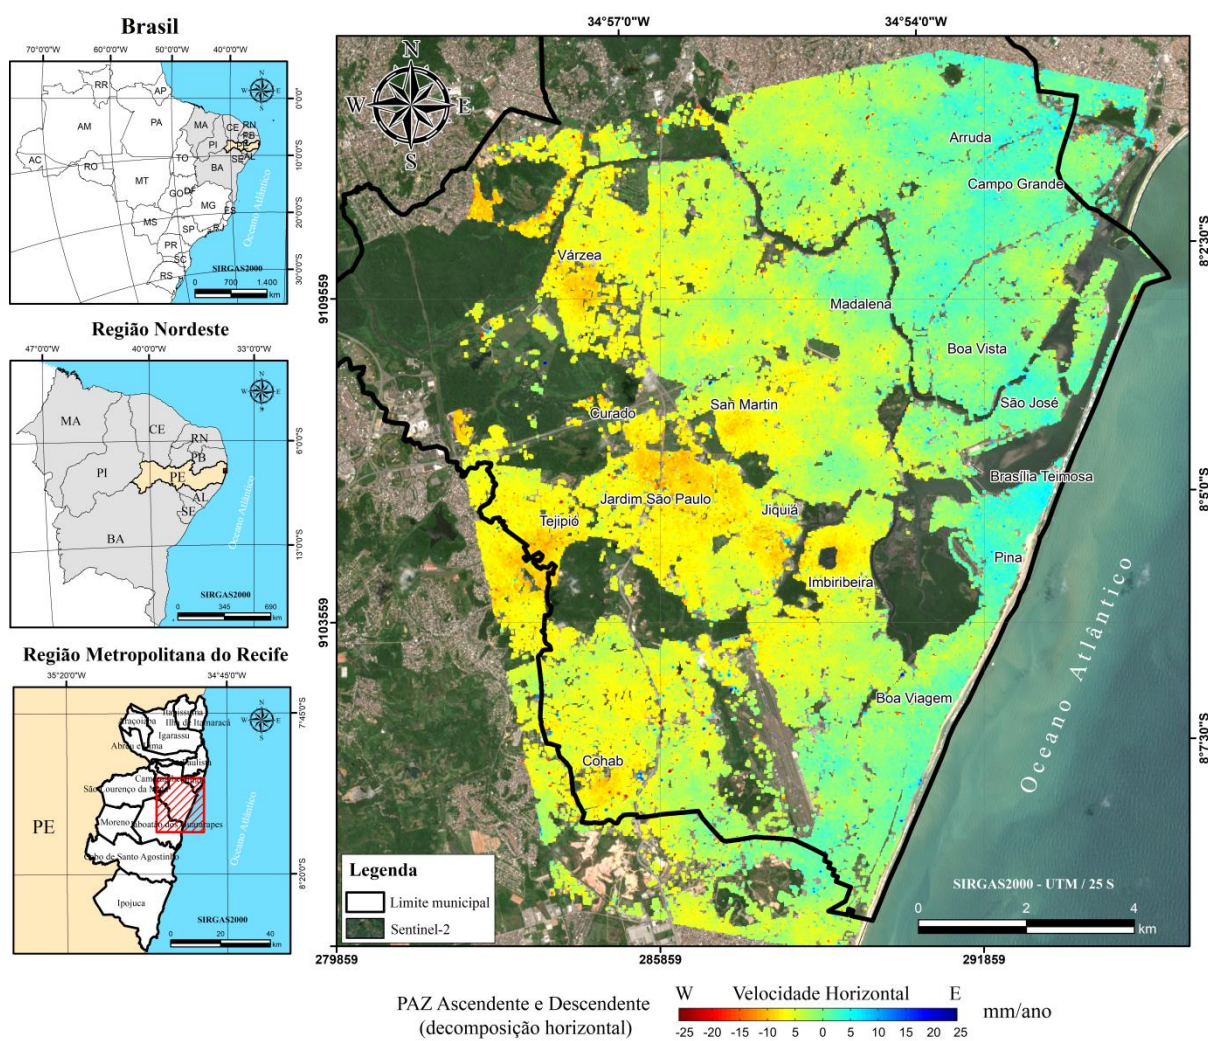 Brasil
70°0'0"W 60°0'0"W 50°0'0"W 40°0'0"W
0°0'0"
10°0'0"S
20°0'0"S
30°0'0"S
N
W E
S
RR
AP
AM
PA
MA
CE
RN
PB
PI
AC
TO
SE
AL
RO
BA
MT
GO
DF
MG
ES
MS
SP
RJ
PR
SC
RS
Oceano Atlântico
SIRGAS2000
0 700 1.400
km
Região Nordeste
47°0'0"W 40°0'0"W 33°0'0"W
6°0'0"S
13°0'0"S
N
W E
S
MA
CE
RN
PB
PI
PE
AL
SE
BA
Oceano Atlântico
SIRGAS2000
0 345 690
km
Região Metropolitana do Recife
35°20'0"W 34°45'0"W
7°45'0"S
8°20'0"S
N
W E
S
Ilha de Itamaracá
Araçoiaba
Igarassu
Abreu e Lima
Paulista
São Lourenço da Mata
Moreno
Jaboatão dos Guararapes
Cabo de Santo Agostinho
Ipojuca
PE
Oceano Atlântico
SIRGAS2000
0 20 40
km
34°57'0"W 34°54'0"W
8°2'30"S
8°5'0"S
8°7'30"S
9109559
9103559
279859 285859 291859
N
W E
S
Arruda
Campo Grande
Várzea
Madalena
Boa Vista
São José
San Martin
Curado
Brasília Teimosa
Jardim São Paulo
Jiquiá
Tejipió
Pina
Imbiribeira
Boa Viagem
Cohab
Oceano Atlântico
SIRGAS2000 - UTM / 25 S
0 2 4
km
Legenda
Limite municipal
Sentinel-2
PAZ Ascendente e Descendente
(decomposição horizontal)
W Velocidade Horizontal E
mm/ano
-25 -20 -15 -10 5 0 5 10 15 20 25